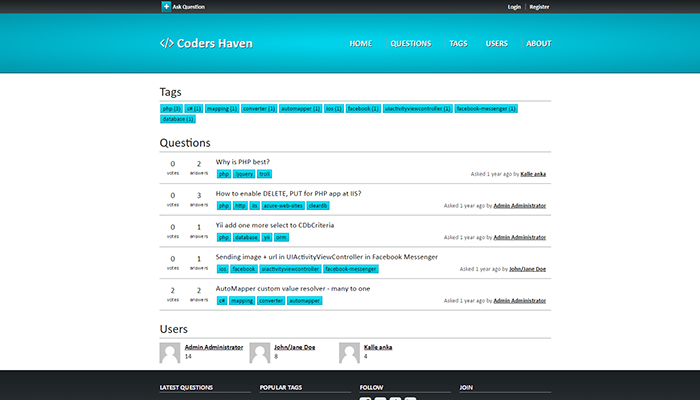 Ask Question
Login | Register
</> Coders Haven
HOME QUESTIONS TAGS USERS ABOUT
Tags
php (3) c# (1) mapping (1) converter (1) automapper (1) ios (1) facebook (1) uiactivityviewcontroller (1) facebook-messenger (1)
database (1)
Questions
0 votes 2 answers Why is PHP best?
php jquery troll Asked 1 year ago by Kalle anka
0 votes 3 answers How to enable DELETE, PUT for PHP app at IIS?
php http iis azure-web-sites cleardb Asked 1 year ago by Admin Administrator
0 votes 1 answers Yii add one more select to CDbCriteria
php database yii orm Asked 1 year ago by Admin Administrator
0 votes 1 answers Sending image + url in UIActivityViewController in Facebook Messenger
ios facebook uiactivityviewcontroller facebook-messenger Asked 1 year ago by John/Jane Doe
2 votes 2 answers AutoMapper custom value resolver - many to one
c# mapping converter automapper Asked 1 year ago by Admin Administrator
Users
Admin Administrator John/Jane Doe Kalle anka
14 8 4
LATEST QUESTIONS POPULAR TAGS FOLLOW JOIN